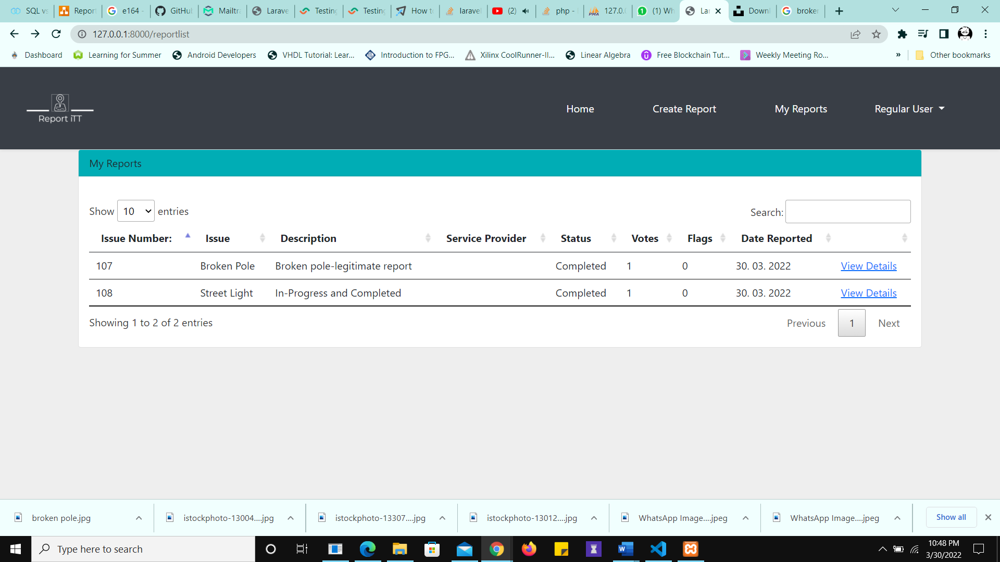 SQL vs Report e164 - GitHub Mailtra Larave Testing Testing How to larave (2) php - 127.0.0 (1) Wh Lar Downl broken
127.0.0.1:8000/reportlist
Dashboard Learning for Summer Android Developers VHDL Tutorial: Lear... Introduction to FPG... Xilinx CoolRunner-II... Linear Algebra Free Blockchain Tut... Weekly Meeting Ro... » Other bookmarks
Report iTT
Home Create Report My Reports Regular User
My Reports
Show 10 entries Search:
Issue Number: Issue Description Service Provider Status Votes Flags Date Reported
107 Broken Pole Broken pole-legitimate report Completed 1 0 30. 03. 2022 View Details
108 Street Light In-Progress and Completed Completed 1 0 30. 03. 2022 View Details
Showing 1 to 2 of 2 entries Previous 1 Next
broken pole.jpg istockphoto-13004....jpg istockphoto-13307....jpg istockphoto-13012....jpg WhatsApp Image....jpeg WhatsApp Image....jpeg Show all
Type here to search
10:48 PM
3/30/2022